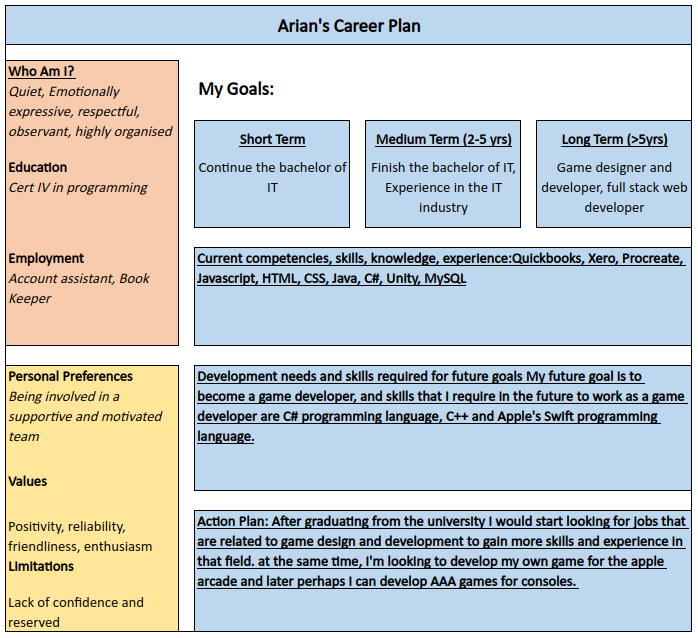 Arian's Career Plan
Who Am I?
Quiet, Emotionally
expressive, respectful,
observant, highly organised
Education
Cert IV in programming
Employment
Account assistant, Book
Keeper
My Goals:
Short Term
Continue the bachelor of
IT
Medium Term (2-5 yrs)
Finish the bachelor of IT,
Experience in the IT
industry
Long Term (>5yrs)
Game designer and
developer, full stack web
developer
Current competencies, skills, knowledge, experience:Quickbooks, Xero, Procreate,
Javascript, HTML, CSS, Java, C#, Unity, MySQL
Personal Preferences
Being involved in a
supportive and motivated
team
Values
Positivity, reliability,
friendliness, enthusiasm
Limitations
Lack of confidence and
reserved
Development needs and skills required for future goals My future goal is to
become a game developer, and skills that I require in the future to work as a game
developer are C# programming language, C++ and Apple's Swift programming
language.
Action Plan: After graduating from the university I would start looking for jobs that
are related to game design and development to gain more skills and experience in
that field. at the same time, I'm looking to develop my own game for the apple
arcade and later perhaps I can develop AAA games for consoles.